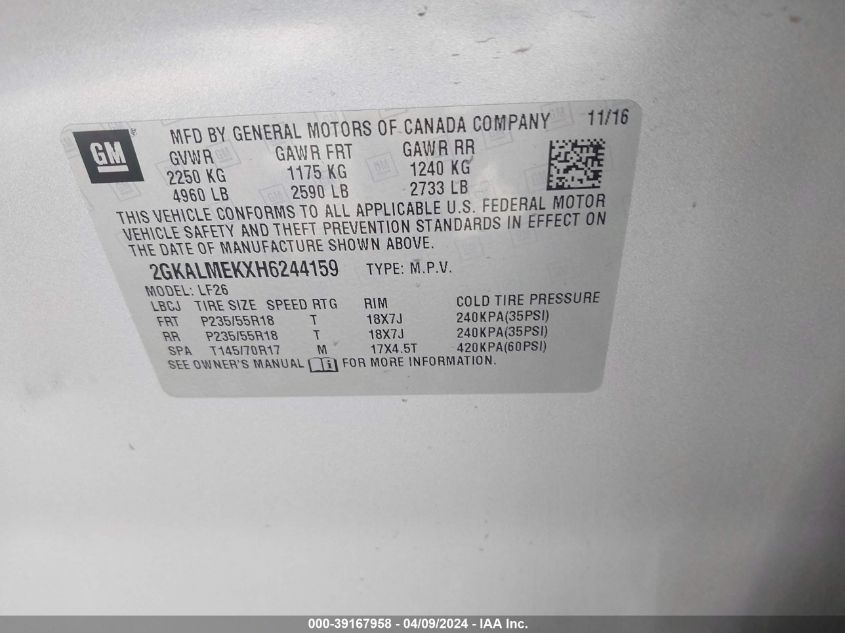 GM
MFD BY GENERAL MOTORS OF CANADA COMPANY 11/16
GVWR GAWR FRT GAWR RR
2250 KG 1175 KG 1240 KG
4960 LB 2590 LB 2733 LB
THIS VEHICLE CONFORMS TO ALL APPLICABLE U.S. FEDERAL MOTOR
VEHICLE SAFETY AND THEFT PREVENTION STANDARDS IN EFFECT ON
THE DATE OF MANUFACTURE SHOWN ABOVE.
2GKALMEKXH6244159 TYPE: M.P.V.
MODEL: LF26
LBCJ TIRE SIZE SPEED RTG RIM COLD TIRE PRESSURE
FRT P235/55R18 T 18X7J 240KPA(35PSI)
RR P235/55R18 T 18X7J 240KPA(35PSI)
SPA T145/70R17 M 17X4.5T 420KPA(60PSI)
SEE OWNER'S MANUAL FOR MORE INFORMATION.
000-39167958 - 04/09/2024 - IAA Inc.